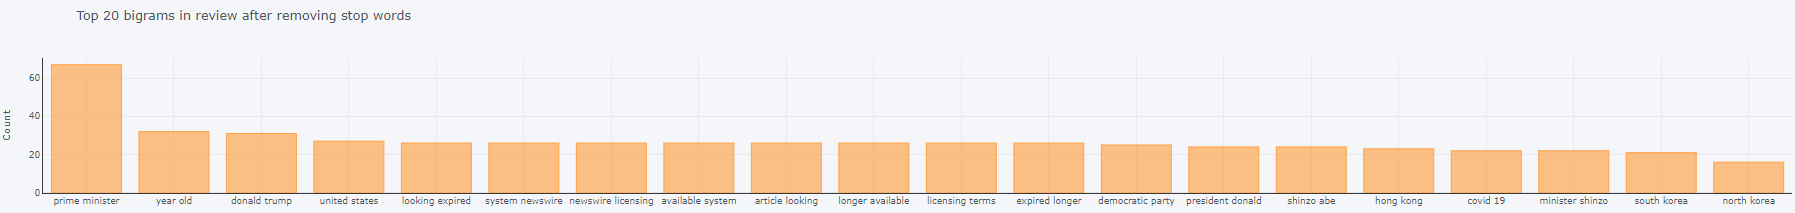 Top 20 bigrams in review after removing stop words
Count
60
40
20
0
prime minister year old donald trump united states looking expired system newswire newswire licensing available system article looking longer available licensing terms expired longer democratic party president donald shinzo abe hong kong covid 19 minister shinzo south korea north korea